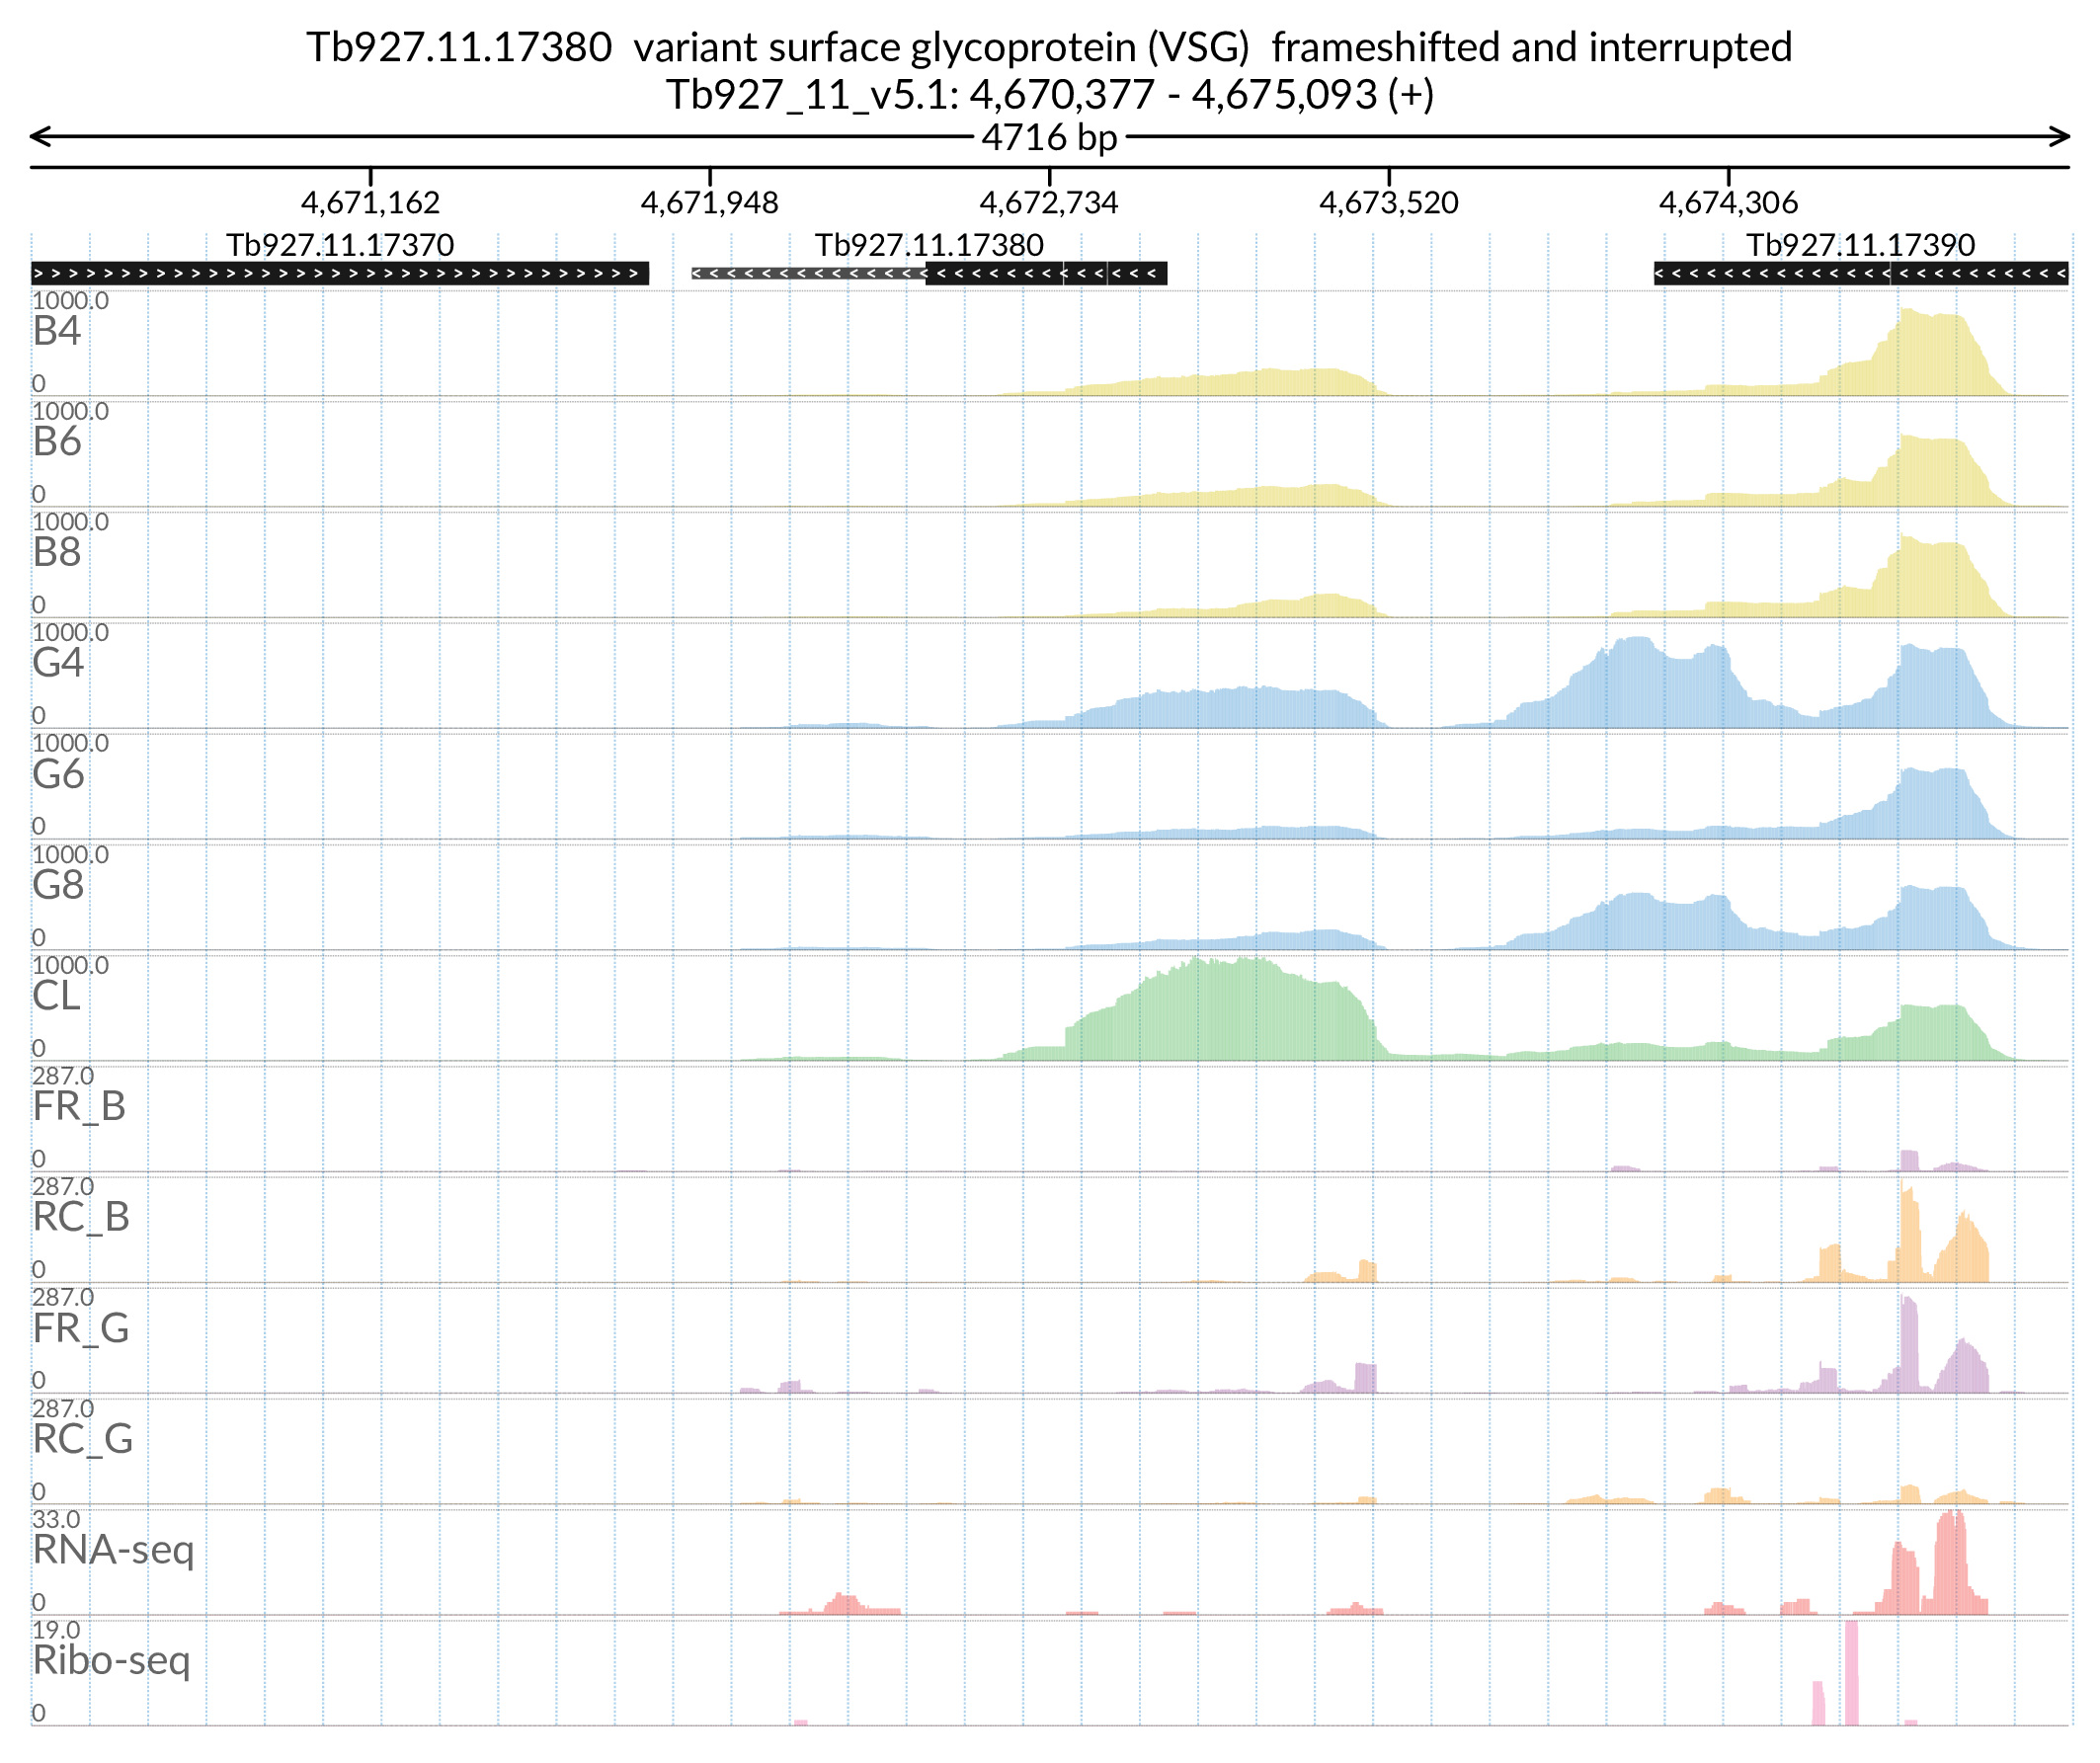 Tb927.11.17380 variant surface glycoprotein (VSG) frameshifted and interrupted
Tb927_11_v5.1: 4,670,377 - 4,675,093 (+)
4716 bp
4,671,162 4,671,948 4,672,734 4,673,520 4,674,306
Tb927.11.17370 Tb927.11.17380 Tb927.11.17390
1000.0
B4
0
1000.0
B6
0
1000.0
B8
0
1000.0
G4
0
1000.0
G6
0
1000.0
G8
0
1000.0
CL
0
287.0
FR_B
0
287.0
RC_B
0
287.0
FR_G
0
287.0
RC_G
0
33.0
RNA-seq
0
19.0
Ribo-seq
0